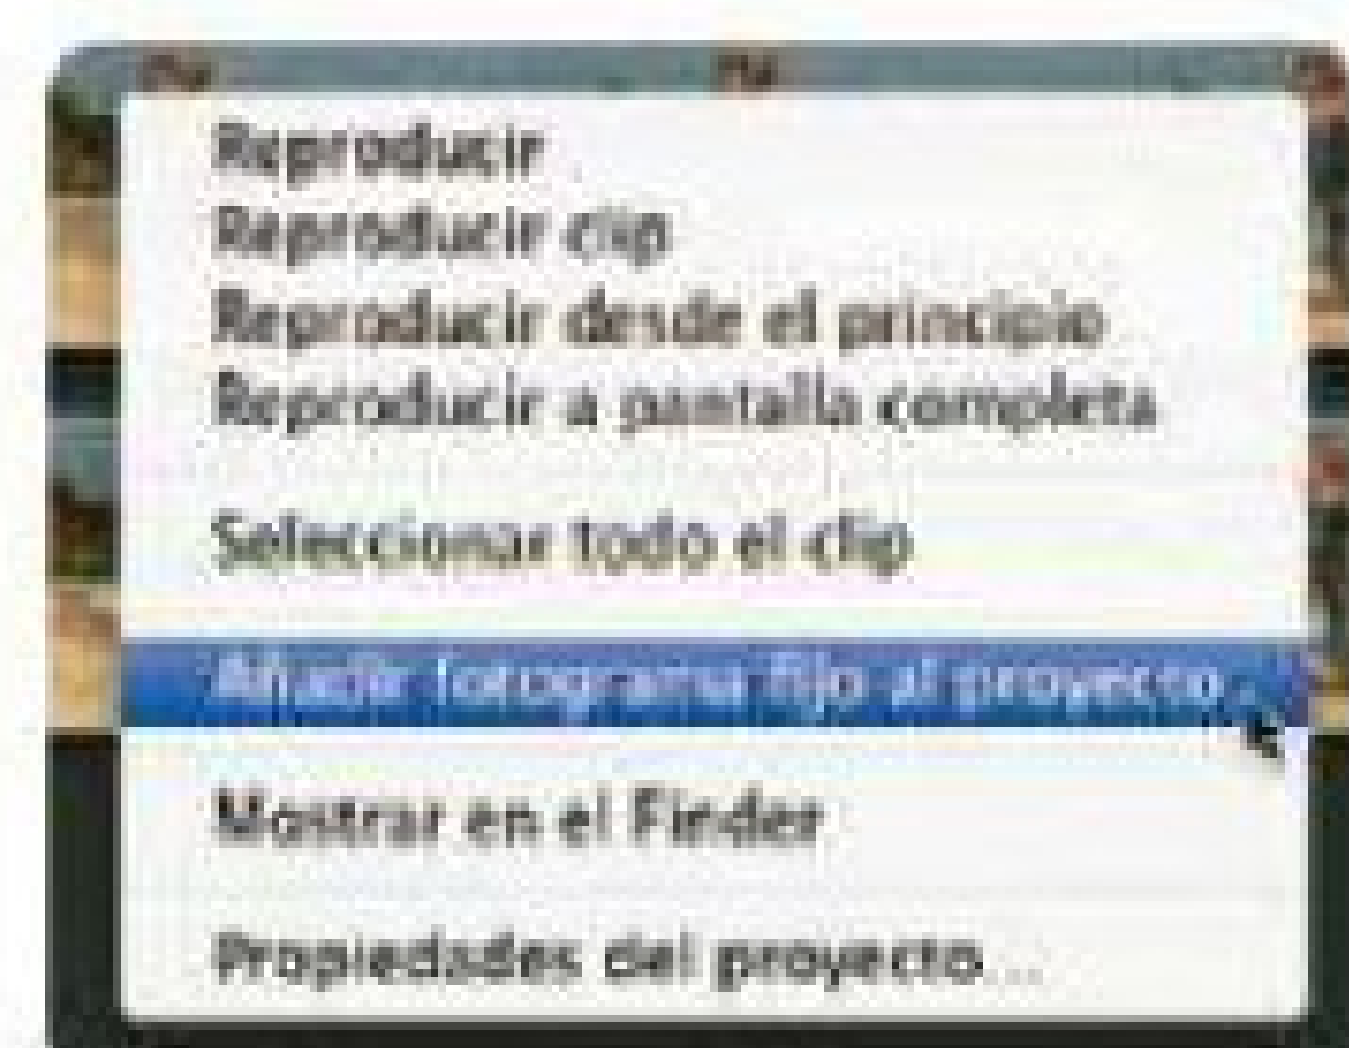 Reproducir
Reproducir clip
Reproducir desde el principio
Reproducir a pantalla completa
Seleccionar todo el clip
Añadir fotograma fijo al proyecto
Mostrar en el Finder
Propiedades del proyecto...